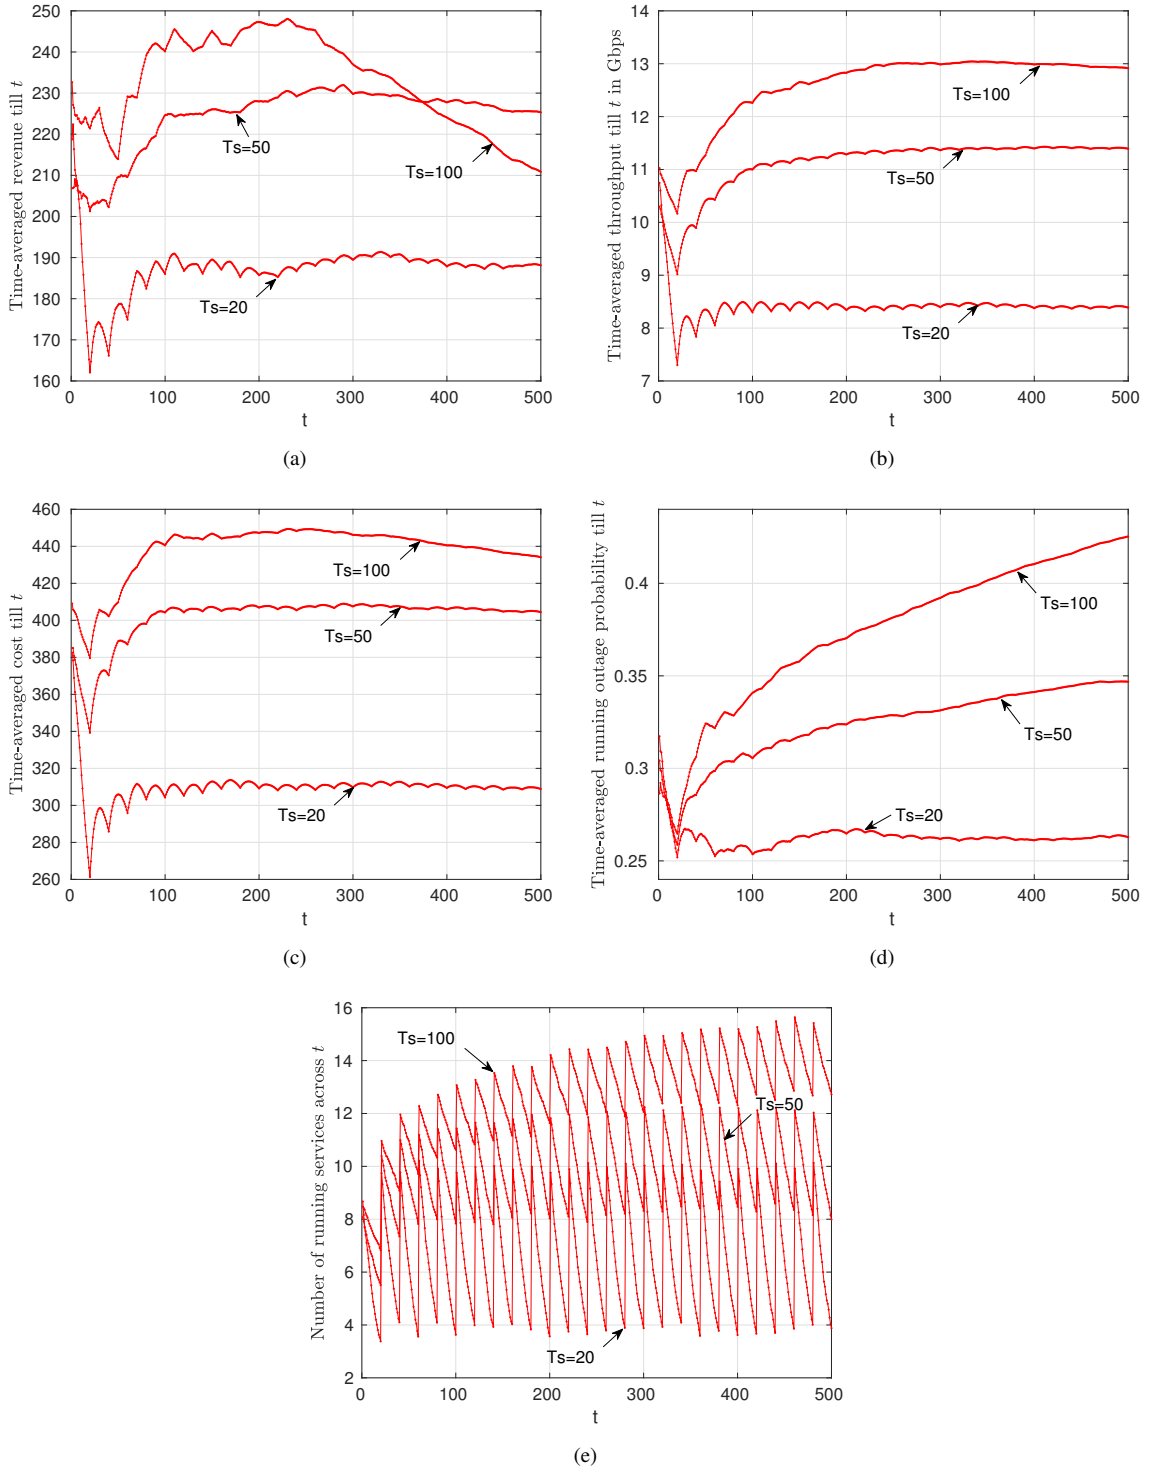 Time-averaged revenue till t
260
250
240
230
220
210
200
190
180
170
160
0
100
200
300
400
500
t
Ts=50
Ts=100
Ts=20
(a)
Time-averaged throughput till t in Gbps
14
13
12
11
10
9
8
7
0
100
200
300
400
500
t
Ts=100
Ts=50
Ts=20
(b)
Time-averaged cost till t
460
440
420
400
380
360
340
320
300
280
260
0
100
200
300
400
500
t
Ts=100
Ts=50
Ts=20
(c)
Time-averaged running outage probability till t
0.4
0.35
0.3
0.25
0
100
200
300
400
500
t
Ts=100
Ts=50
Ts=20
(d)
Number of running services across t
16
14
12
10
8
6
4
2
0
100
200
300
400
500
t
Ts=100
Ts=50
Ts=20
(e)